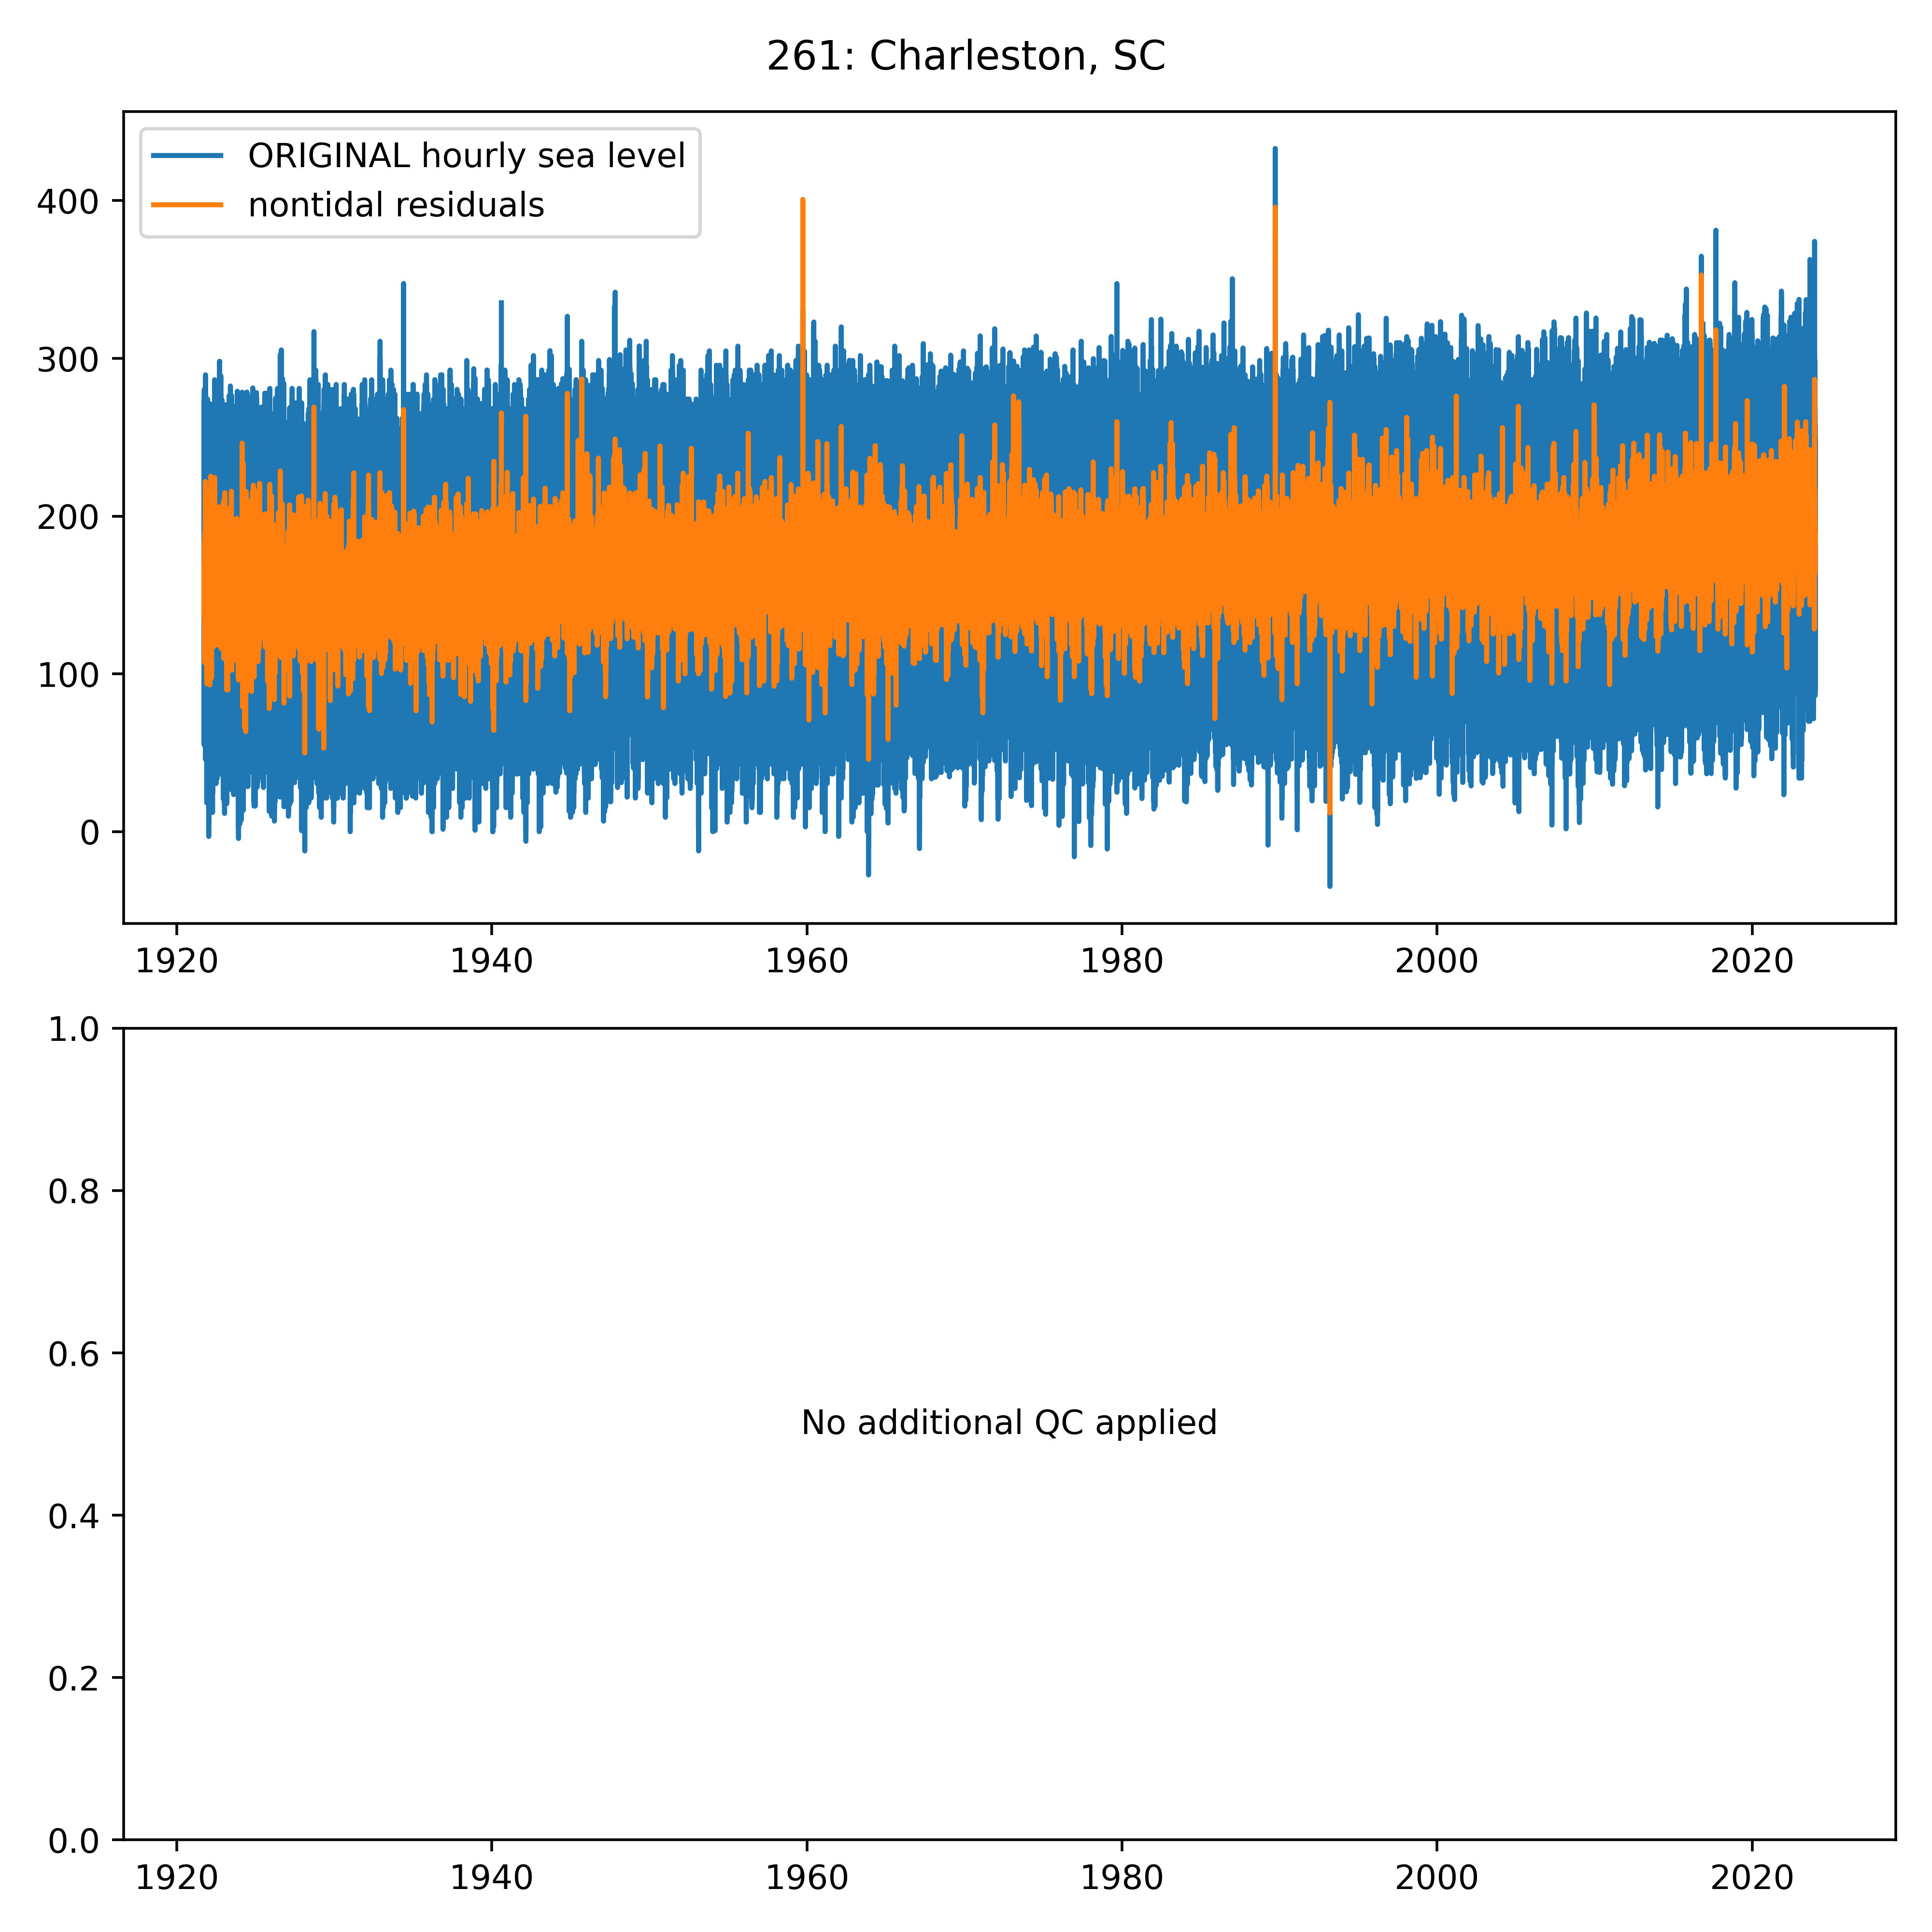 261: Charleston, SC
ORIGINAL hourly sea level
nontidal residuals
400
300
200
100
0
1920 1940 1960 1980 2000 2020
1.0
0.8
0.6
No additional QC applied
0.4
0.2
0.0
1920 1940 1960 1980 2000 2020